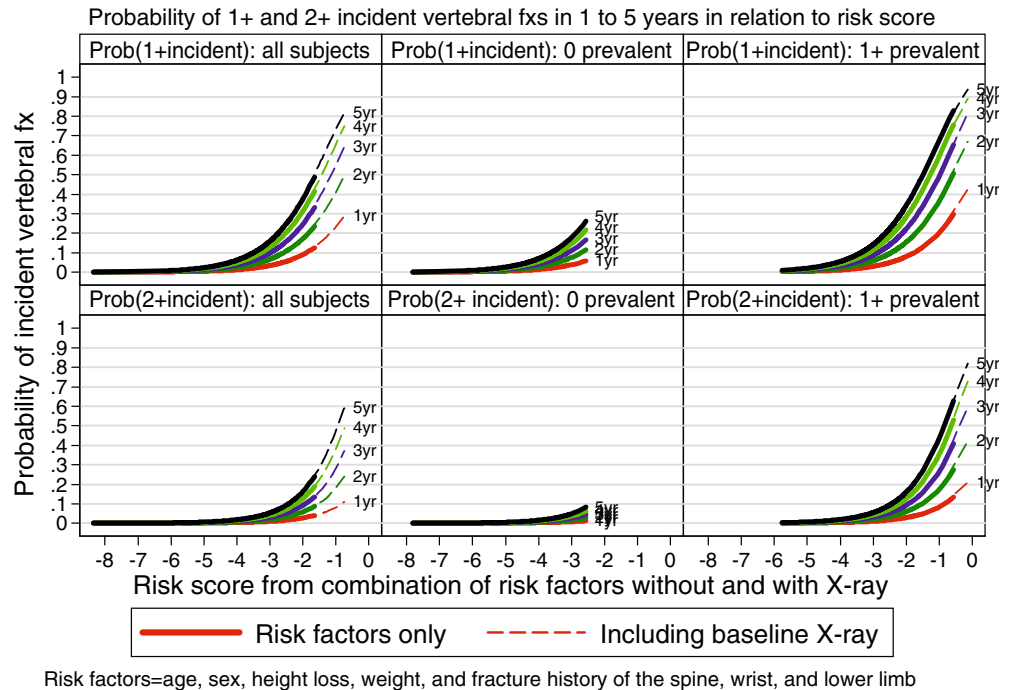 Probability of 1+ and 2+ incident vertebral fxs in 1 to 5 years in relation to risk score
Prob(1+incident): all subjects Prob(1+incident): 0 prevalent Prob(1+incident): 1+ prevalent
Probability of incident vertebral fx
1
.9
.8
.7
.6
.5
.4
.3
.2
.1
0
5yr
4yr
3yr
2yr
1yr
5yr
4yr
3yr
2yr
1yr
5yr
4yr
3yr
2yr
1yr
Prob(2+incident): all subjects Prob(2+ incident): 0 prevalent Prob(2+incident): 1+ prevalent
1
.9
.8
.7
.6
.5
.4
.3
.2
.1
0
5yr
4yr
3yr
2yr
1yr
5yr
1yr
5yr
4yr
3yr
2yr
1yr
-8 -7 -6 -5 -4 -3 -2 -1 0 -8 -7 -6 -5 -4 -3 -2 -1 0 -8 -7 -6 -5 -4 -3 -2 -1 0
Risk score from combination of risk factors without and with X-ray
Risk factors only Including baseline X-ray
Risk factors=age, sex, height loss, weight, and fracture history of the spine, wrist, and lower limb